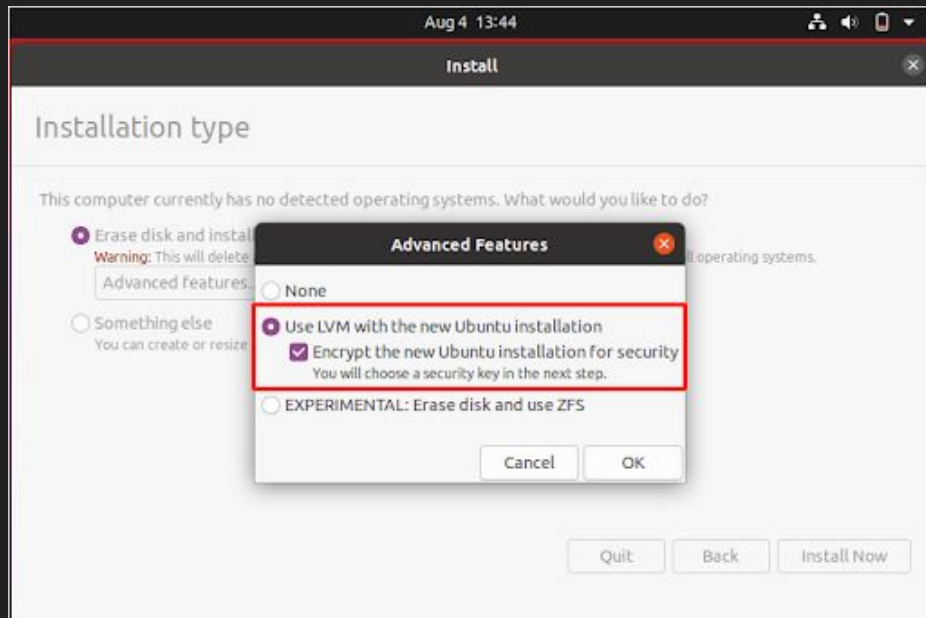 Aug 4 13:44
Install
Installation type
This computer currently has no detected operating systems. What would you like to do?
Erase disk and instal
Warning: This will delete
ll operating systems.
Advanced features...
Something else
You can create or resize
Advanced Features
None
Use LVM with the new Ubuntu installation
Encrypt the new Ubuntu installation for security
You will choose a security key in the next step.
EXPERIMENTAL: Erase disk and use ZFS
Cancel
OK
Quit
Back
Install Now